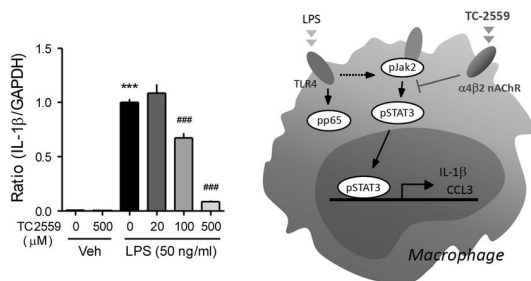 Ratio (IL-1β/GAPDH)
1.5
1.0
0.5
0.0
***
###
###
TC2559
(μM)
0 500 0 20 100 500
Veh LPS (50 ng/ml)
LPS
TC-2559
TLR4
pJak2
α4β2 nAChR
pp65
pSTAT3
pSTAT3
IL-1β
CCL3
Macrophage